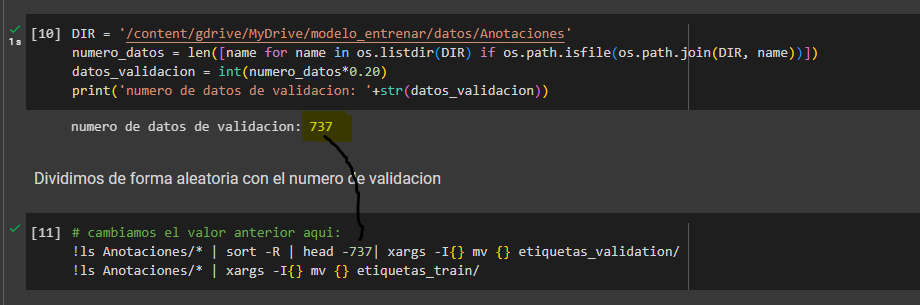 [10] DIR = '/content/gdrive/MyDrive/modelo_entrenar/datos/Anotaciones'
1s
numero_datos = len([name for name in os.listdir(DIR) if os.path.isfile(os.path.join(DIR, name))])
datos_validacion = int(numero_datos*0.20)
print('numero de datos de validacion: '+str(datos_validacion))
numero de datos de validacion: 737
Dividimos de forma aleatoria con el numero de validacion
[11] # cambiamos el valor anterior aqui:
!ls Anotaciones/* | sort -R | head -737| xargs -I{} mv {} etiquetas_validation/
!ls Anotaciones/* | xargs -I{} mv {} etiquetas_train/